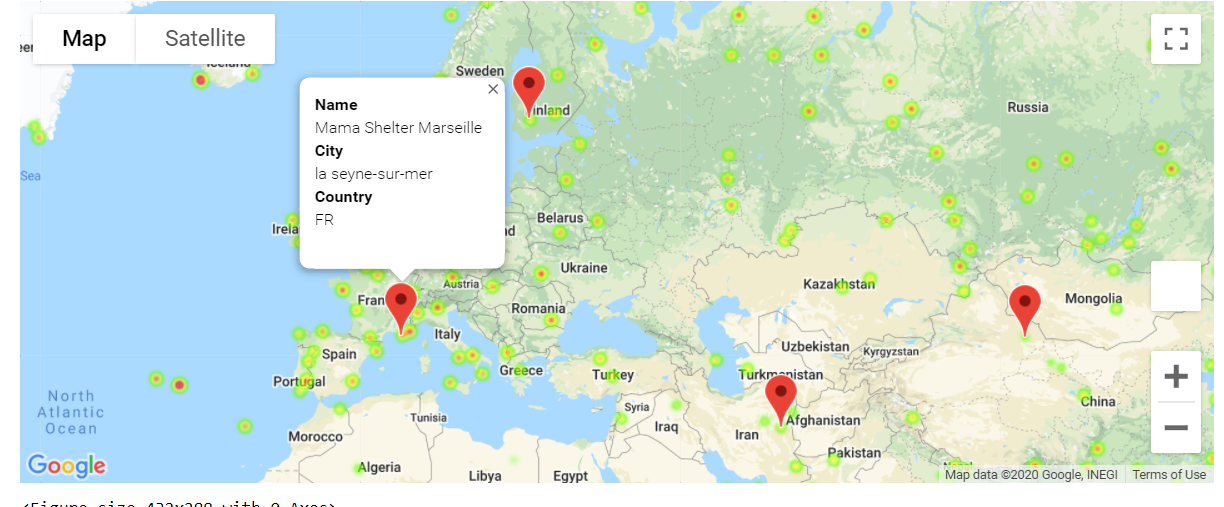 Map
Satellite
Iceland
Sweden
Finland
Russia
Name
Mama Shelter Marseille
City
la seyne-sur-mer
Country
FR
Sea
Belarus
Irela
nd
Ukraine
Austria
Kazakhstan
Mongolia
Fran
Romania
Italy
Uzbekistan
Kyrgyzstan
Spain
Greece
Turkey
Turkmenistan
Portugal
China
North
Atlantic
Ocean
Syria
Tunisia
Afghanistan
Iraq
Iran
Morocco
Pakistan
Algeria
Libya
Egypt
Nepal
Google
Map data ©2020 Google, INEGI
Terms of Use
<Figure size 432x288 with 0 Axes>